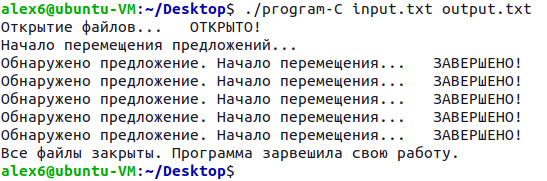 alex6@ubuntu-VM:~/Desktop$ ./program-C input.txt output.txt
Открытие файлов...   ОТКРЫТО!
Начало перемещения предложений...
Обнаружено предложение. Начало перемещения...   ЗАВЕРШЕНО!
Обнаружено предложение. Начало перемещения...   ЗАВЕРШЕНО!
Обнаружено предложение. Начало перемещения...   ЗАВЕРШЕНО!
Обнаружено предложение. Начало перемещения...   ЗАВЕРШЕНО!
Обнаружено предложение. Начало перемещения...   ЗАВЕРШЕНО!
Все файлы закрыты. Программа зарвешила свою работу.
alex6@ubuntu-VM:~/Desktop$